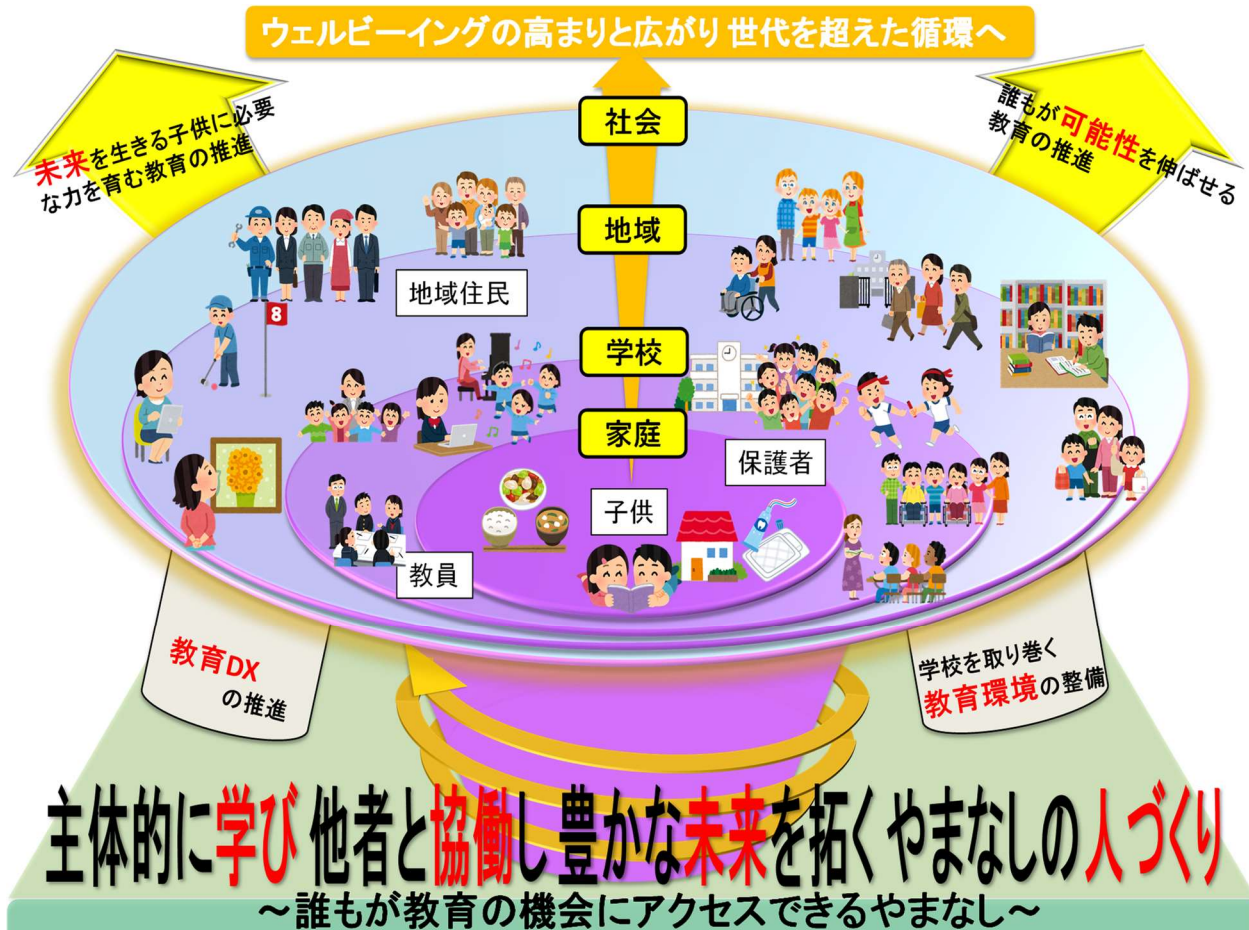 ウェルビーイングの高まりと広がり 世代を超えた循環へ
未来を生きる子供に必要
な力を育む教育の推進
誰もが可能性を伸ばせる
教育の推進
社会
地域
地域住民
8
学校
家庭
保護者
子供
教員
教育DX
の推進
学校を取り巻く
教育環境の整備
主体的に学び 他者と協働し 豊かな未来を拓く やまなしの人づくり
～誰もが教育の機会にアクセスできるやまなし～